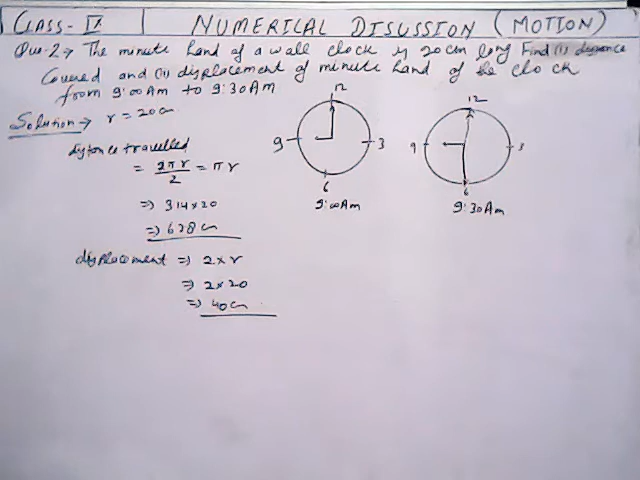 CLASS- IX NUMERICAL DISUSSION (MOTION)
Que-2→ The minute hand of a wall clock is 20cm long Find (i) distance
Covered and (ii) displacement of minute hand of the clock
from 9:00AM to 9:30AM
Solution→ r = 20cm
distance travelled
= 2πr/2 = πr
⇒ 3.14×20
⇒ 62.8cm
displacement ⇒ 2×r
⇒ 2×20
⇒ 40cm
12
9 3
6
9:00AM
12
9 3
6
9:30AM